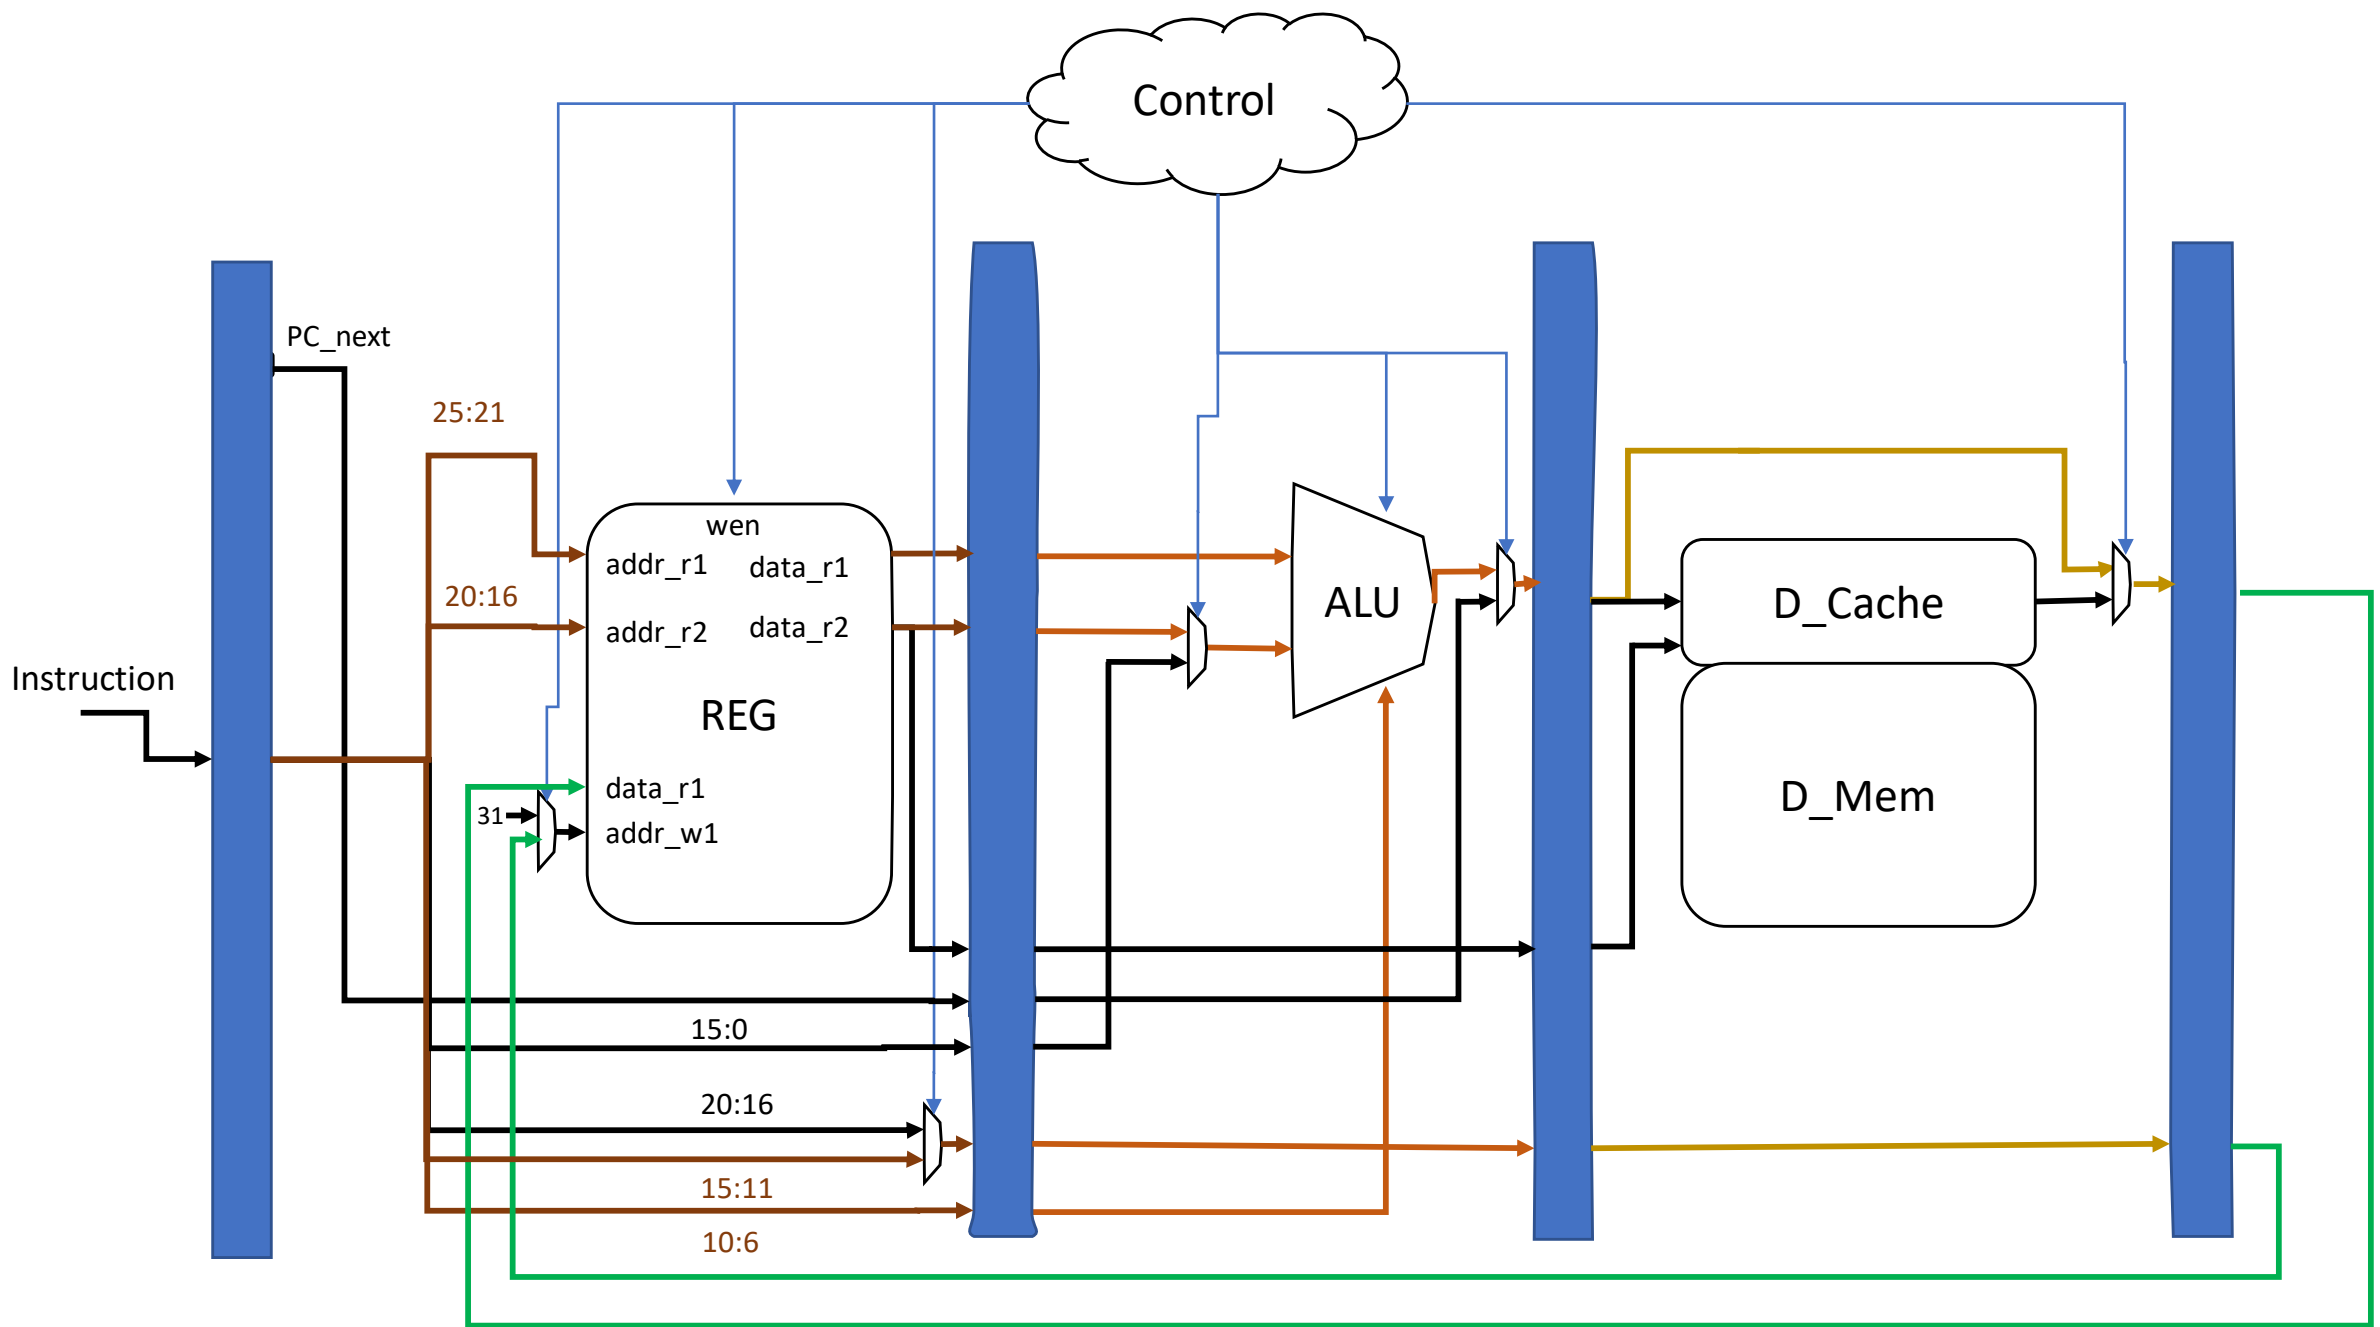 Control
PC_next
25:21
wen
addr_r1
data_r1
20:16
addr_r2
data_r2
ALU
D_Cache
Instruction
REG
data_r1
31
addr_w1
D_Mem
15:0
20:16
15:11
10:6